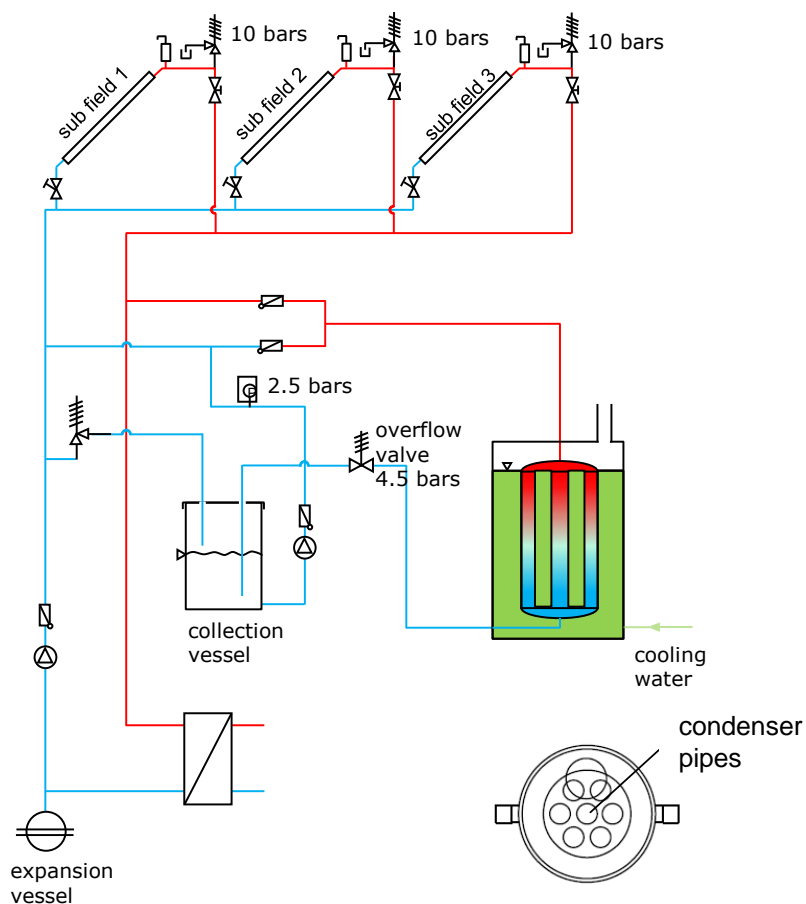 10 bars
10 bars
10 bars
sub field 1
sub field 2
sub field 3
2.5 bars
P
overflow
valve
4.5 bars
collection
vessel
cooling
water
condenser
pipes
expansion
vessel